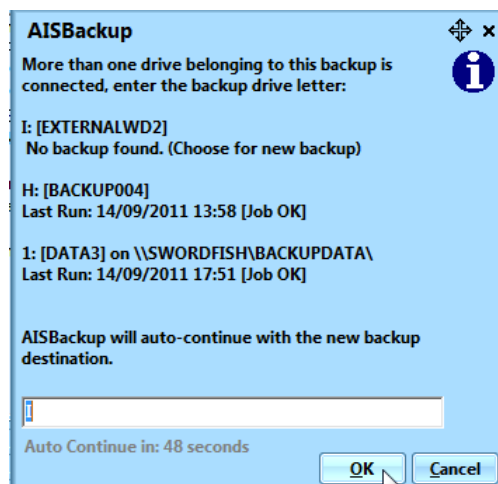 AISBackup
More than one drive belonging to this backup is
connected, enter the backup drive letter:
I: [EXTERNALWD2]
No backup found. (Choose for new backup)
H: [BACKUP004]
Last Run: 14/09/2011 13:58 [Job OK]
1: [DATA3] on \\SWORDFISH\BACKUPDATA\
Last Run: 14/09/2011 17:51 [Job OK]
AISBackup will auto-continue with the new backup
destination.
I
Auto Continue in: 48 seconds
OK Cancel